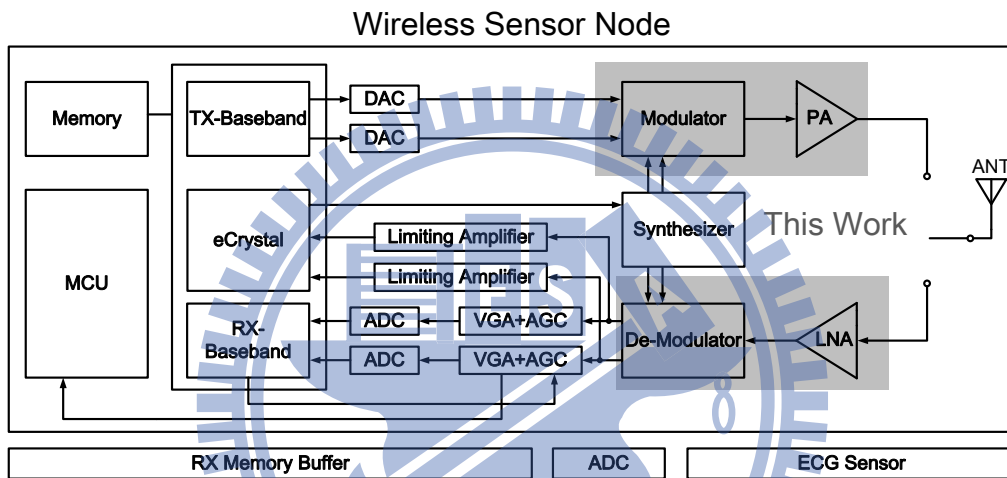 Wireless Sensor Node
Memory
TX-Baseband
DAC
DAC
Modulator
PA
ANT
MCU
eCrystal
Limiting Amplifier
Limiting Amplifier
Synthesizer
This Work
RX-
Baseband
ADC
VGA+AGC
ADC
VGA+AGC
De-Modulator
LNA
RX Memory Buffer
ADC
ECG Sensor